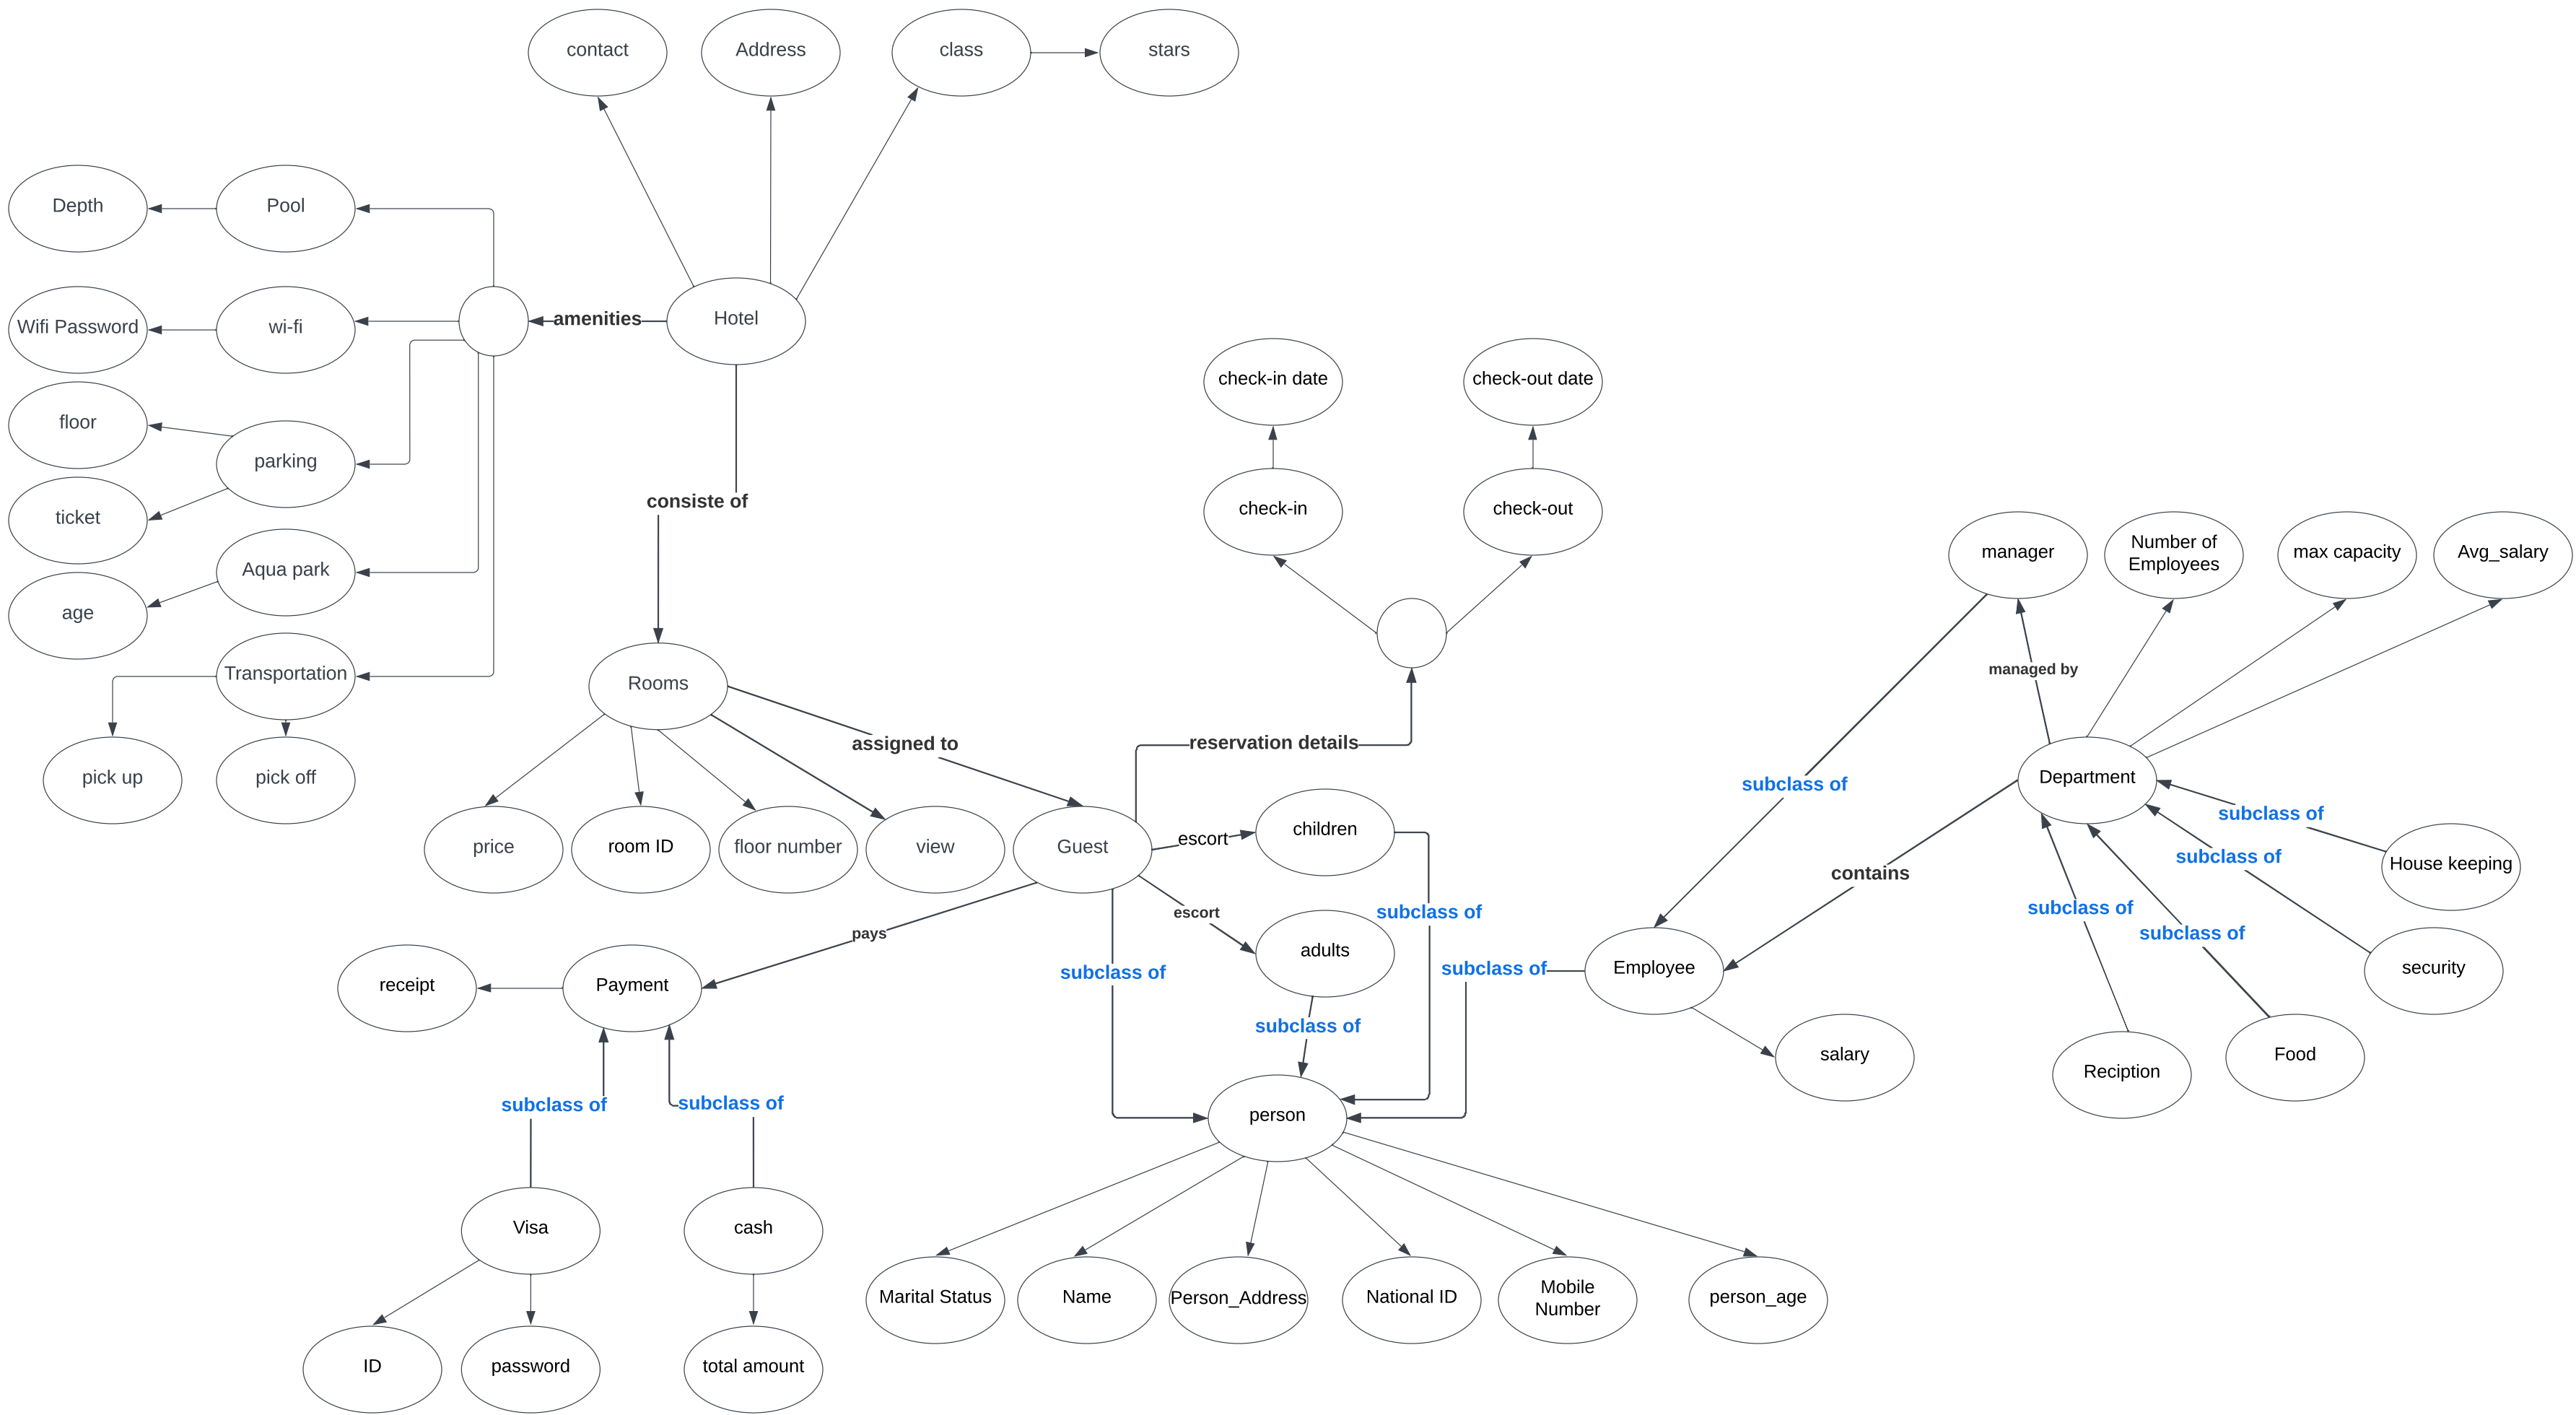 contact
Address
class
stars
Depth
Pool
Wifi Password
wi-fi
amenities
Hotel
floor
parking
ticket
Aqua park
age
Transportation
pick up
pick off
consiste of
check-in date
check-out date
check-in
check-out
Rooms
assigned to
reservation details
price
room ID
floor number
view
Guest
escort
children
escort
adults
pays
subclass of
subclass of
subclass of
subclass of
receipt
Payment
subclass of
subclass of
Visa
cash
ID
password
total amount
person
Marital Status
Name
Person_Address
National ID
Mobile
Number
person_age
manager
Number of
Employees
max capacity
Avg_salary
managed by
subclass of
Department
contains
subclass of
House keeping
subclass of
security
subclass of
subclass of
Employee
salary
Reciption
Food